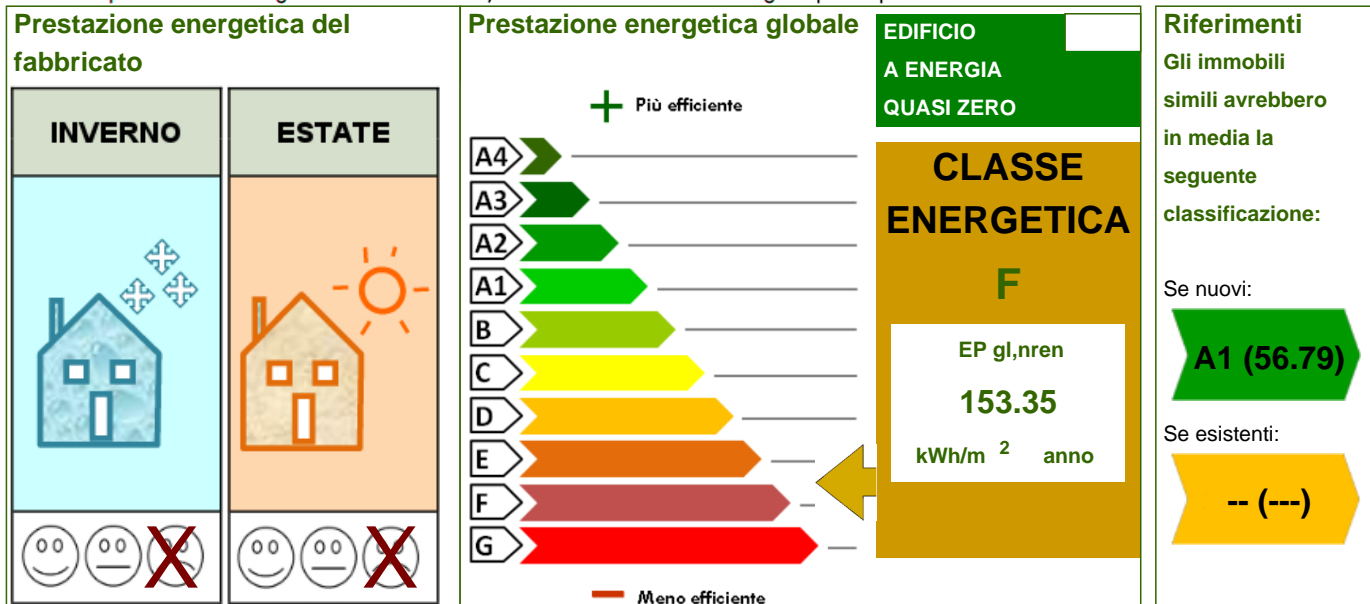 Prestazione energetica del
fabbricato
INVERNO
ESTATE
Prestazione energetica globale
Più efficiente
A4
A3
A2
A1
B
C
D
E
F
G
Meno efficiente
EDIFICIO
A ENERGIA
QUASI ZERO
CLASSE
ENERGETICA
F
EP gl,nren
153.35
kWh/m 2 anno
Riferimenti
Gli immobili
simili avrebbero
in media la
seguente
classificazione:
Se nuovi:
A1 (56.79)
Se esistenti:
-- (---)